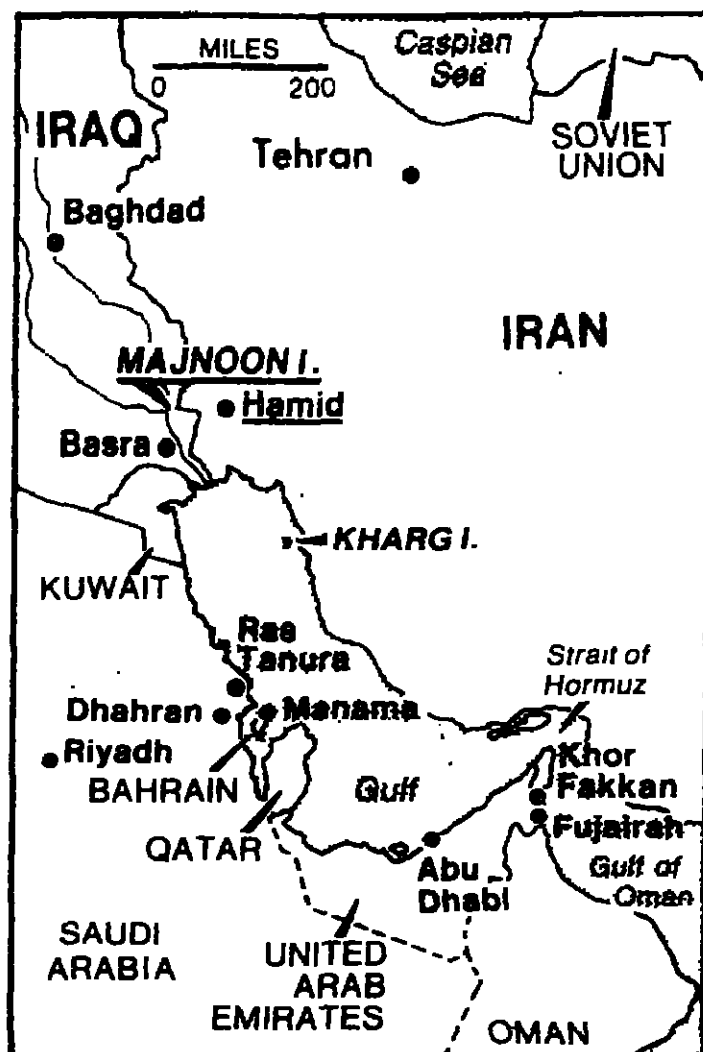 MILES
0 200
Caspian
Sea
IRAQ
SOVIET
UNION
Tehran
Baghdad
IRAN
MAJNOON I.
Hamid
Basra
KHARG I.
KUWAIT
Ras
Tanura
Strait of
Hormuz
Dhahran
Manama
Riyadh
Khor
Fakkan
BAHRAIN
Gulf
Fujairah
QATAR
Abu
Dhabi
Gulf of
Oman
SAUDI
ARABIA
UNITED
ARAB
EMIRATES
OMAN